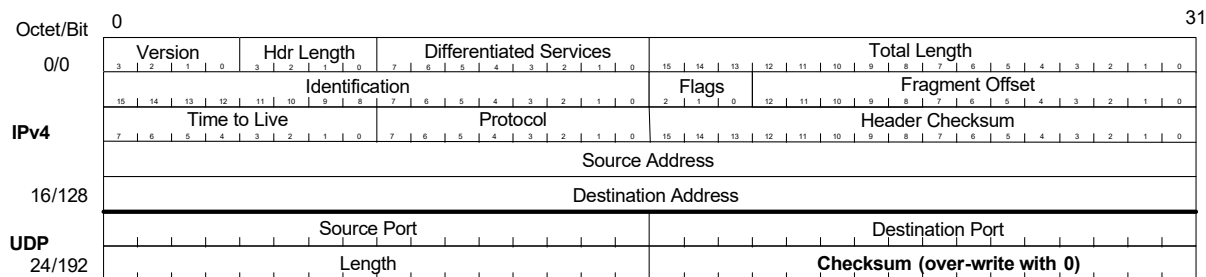 Octet/Bit 0 31
0/0 Version Hdr Length Differentiated Services Total Length
3 2 1 0 3 2 1 0 7 6 5 4 3 2 1 0 15 14 13 12 11 10 9 8 7 6 5 4 3 2 1 0
Identification Flags Fragment Offset
15 14 13 12 11 10 9 8 7 6 5 4 3 2 1 0 2 1 0 12 11 10 9 8 7 6 5 4 3 2 1 0
IPv4 Time to Live Protocol Header Checksum
7 6 5 4 3 2 1 0 7 6 5 4 3 2 1 0 15 14 13 12 11 10 9 8 7 6 5 4 3 2 1 0
Source Address
16/128 Destination Address
UDP Source Port Destination Port
24/192 Length Checksum (over-write with 0)